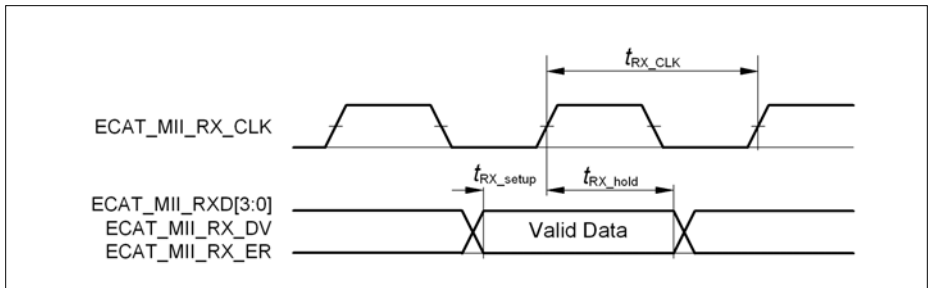 tRX_CLK
ECAT_MII_RX_CLK
tRX_setup
tRX_hold
ECAT_MII_RXD[3:0]
ECAT_MII_RX_DV
Valid Data
ECAT_MII_RX_ER